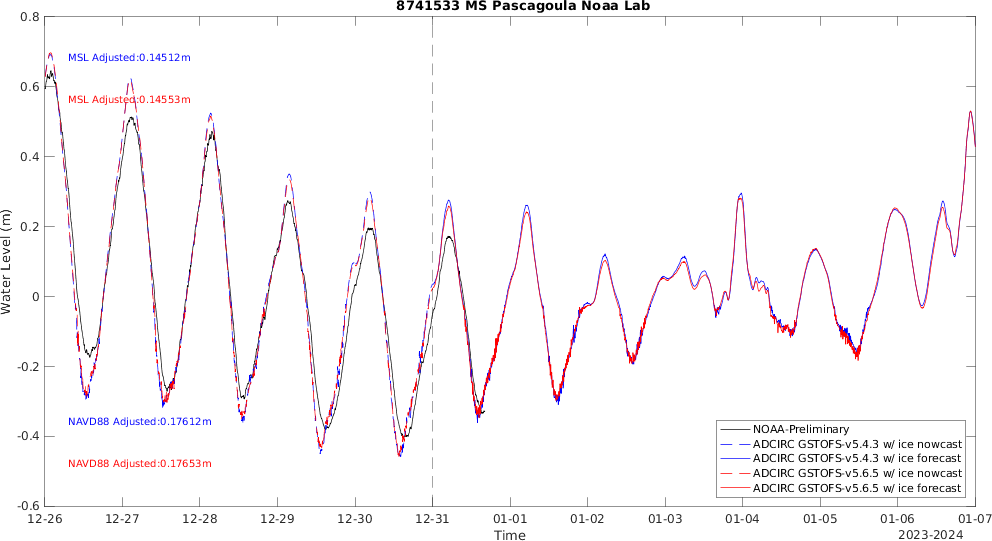 8741533 MS Pascagoula Noaa Lab
MSL Adjusted:0.14512m
MSL Adjusted:0.14553m
NAVD88 Adjusted:0.17612m
NAVD88 Adjusted:0.17653m
Water Level (m)
0.8
0.6
0.4
0.2
0
-0.2
-0.4
-0.6
NOAA-Preliminary
ADCIRC GSTOFS-v5.4.3 w/ ice nowcast
ADCIRC GSTOFS-v5.4.3 w/ ice forecast
ADCIRC GSTOFS-v5.6.5 w/ ice nowcast
ADCIRC GSTOFS-v5.6.5 w/ ice forecast
12-26 12-27 12-28 12-29 12-30 12-31 01-01 01-02 01-03 01-04 01-05 01-06 01-07
Time
2023-2024